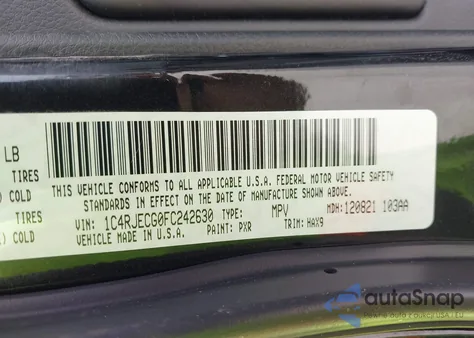 LB
TIRES
COLD
TIRES
) COLD
THIS VEHICLE CONFORMS TO ALL APPLICABLE U.S.A. FEDERAL MOTOR VEHICLE SAFETY
STANDARDS IN EFFECT ON THE DATE OF MANUFACTURE SHOWN ABOVE.
VIN: 1C4RJECG0FC242630 TYPE: MPV MDH: 120821 103AA
VEHICLE MADE IN U.S.A. PAINT: PXR TRIM: HAX9
autoSnap